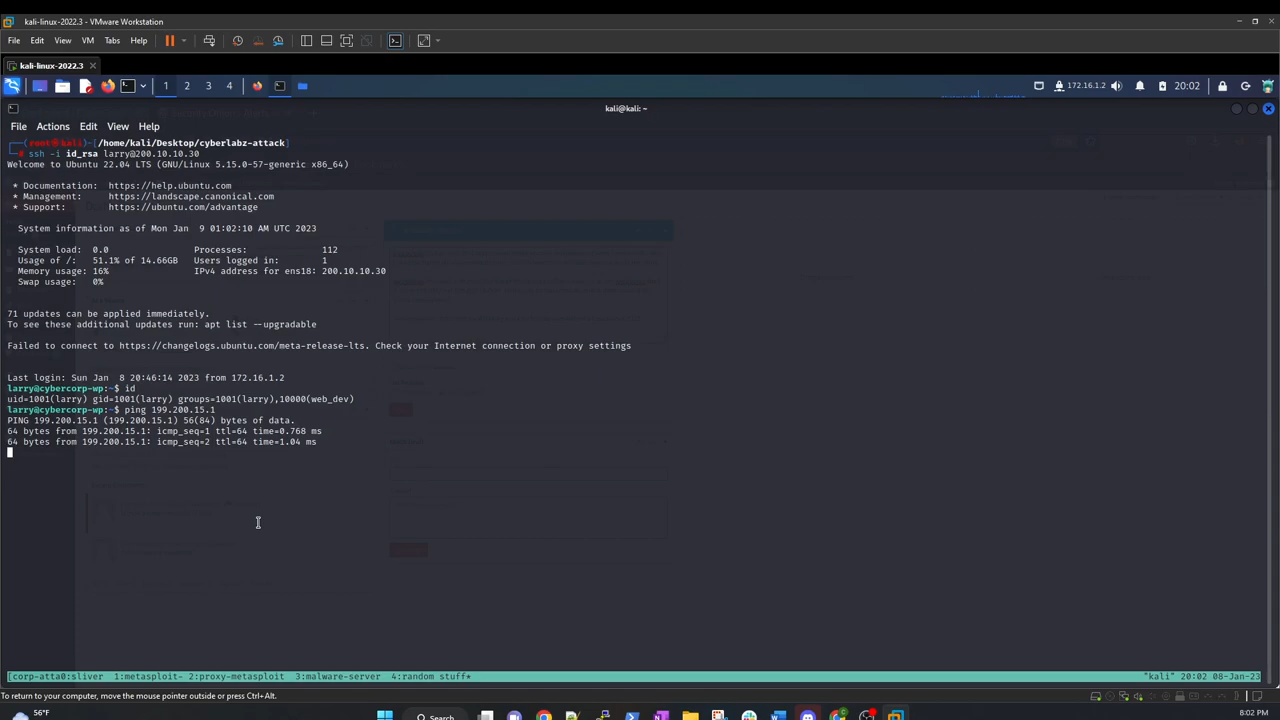 kali-linux-2022.3 - VMware Workstation
File Edit View VM Tabs Help
kali-linux-2022.3
1 2 3 4 172.16.1.2 20:02
kali@kali: ~
File Actions Edit View Help
┌──(root㉿kali)-[/home/kali/Desktop/cyberlabz-attack]
└─# ssh -i id_rsa larry@200.10.10.30
Welcome to Ubuntu 22.04 LTS (GNU/Linux 5.15.0-57-generic x86_64)
* Documentation: https://help.ubuntu.com
* Management: https://landscape.canonical.com
* Support: https://ubuntu.com/advantage
System information as of Mon Jan 9 01:02:10 AM UTC 2023
System load: 0.0 Processes: 112
Usage of /: 51.1% of 14.66GB Users logged in: 1
Memory usage: 16% IPv4 address for ens18: 200.10.10.30
Swap usage: 0%
71 updates can be applied immediately.
To see these additional updates run: apt list --upgradable
Failed to connect to https://changelogs.ubuntu.com/meta-release-lts. Check your Internet connection or proxy settings
Last login: Sun Jan 8 20:46:14 2023 from 172.16.1.2
larry@cybercorp-wp:~$ id
uid=1001(larry) gid=1001(larry) groups=1001(larry),10000(web_dev)
larry@cybercorp-wp:~$ ping 199.200.15.1
PING 199.200.15.1 (199.200.15.1) 56(84) bytes of data.
64 bytes from 199.200.15.1: icmp_seq=1 ttl=64 time=0.768 ms
64 bytes from 199.200.15.1: icmp_seq=2 ttl=64 time=1.04 ms
[corp-atta0:sliver 1:metasploit- 2:proxy-metasploit 3:malware-server 4:random stuff* "kali" 20:02 08-Jan-23
To return to your computer, move the mouse pointer outside or press Ctrl+Alt.
56°F Search 8:02 PM